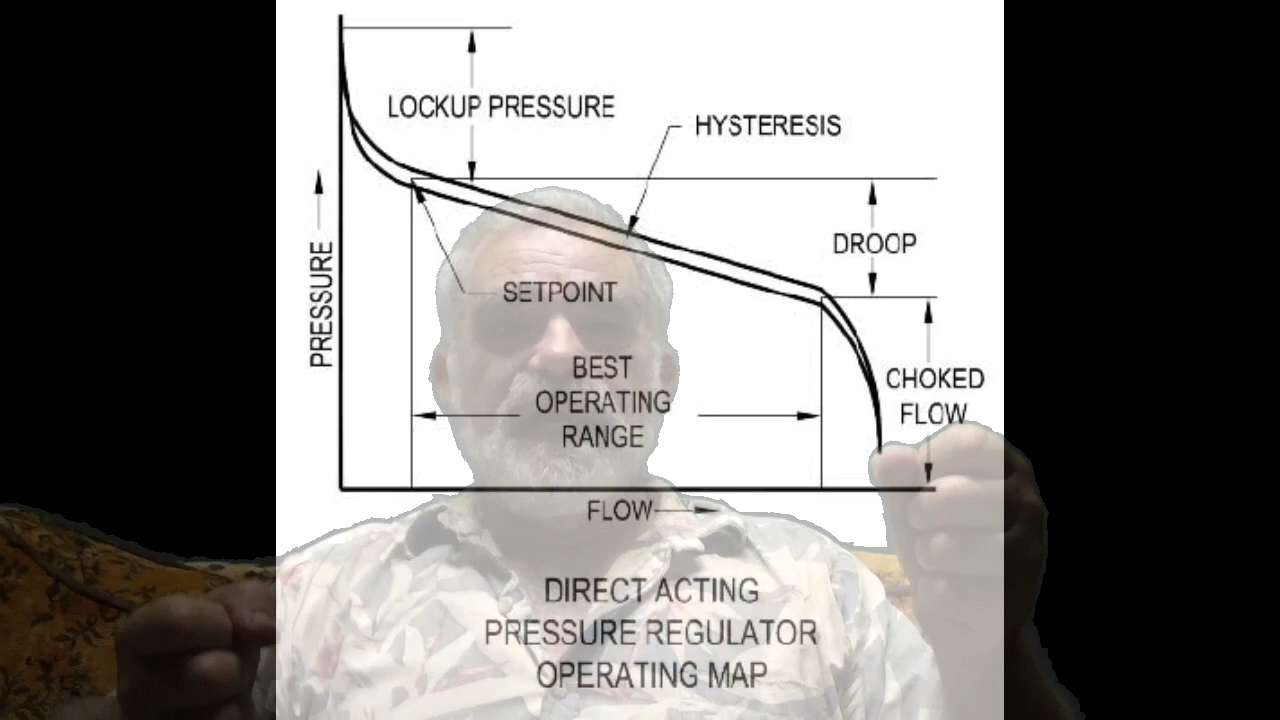 LOCKUP PRESSURE
HYSTERESIS
PRESSURE
DROOP
SETPOINT
BEST
OPERATING
RANGE
CHOKED
FLOW
FLOW
DIRECT ACTING
PRESSURE REGULATOR
OPERATING MAP